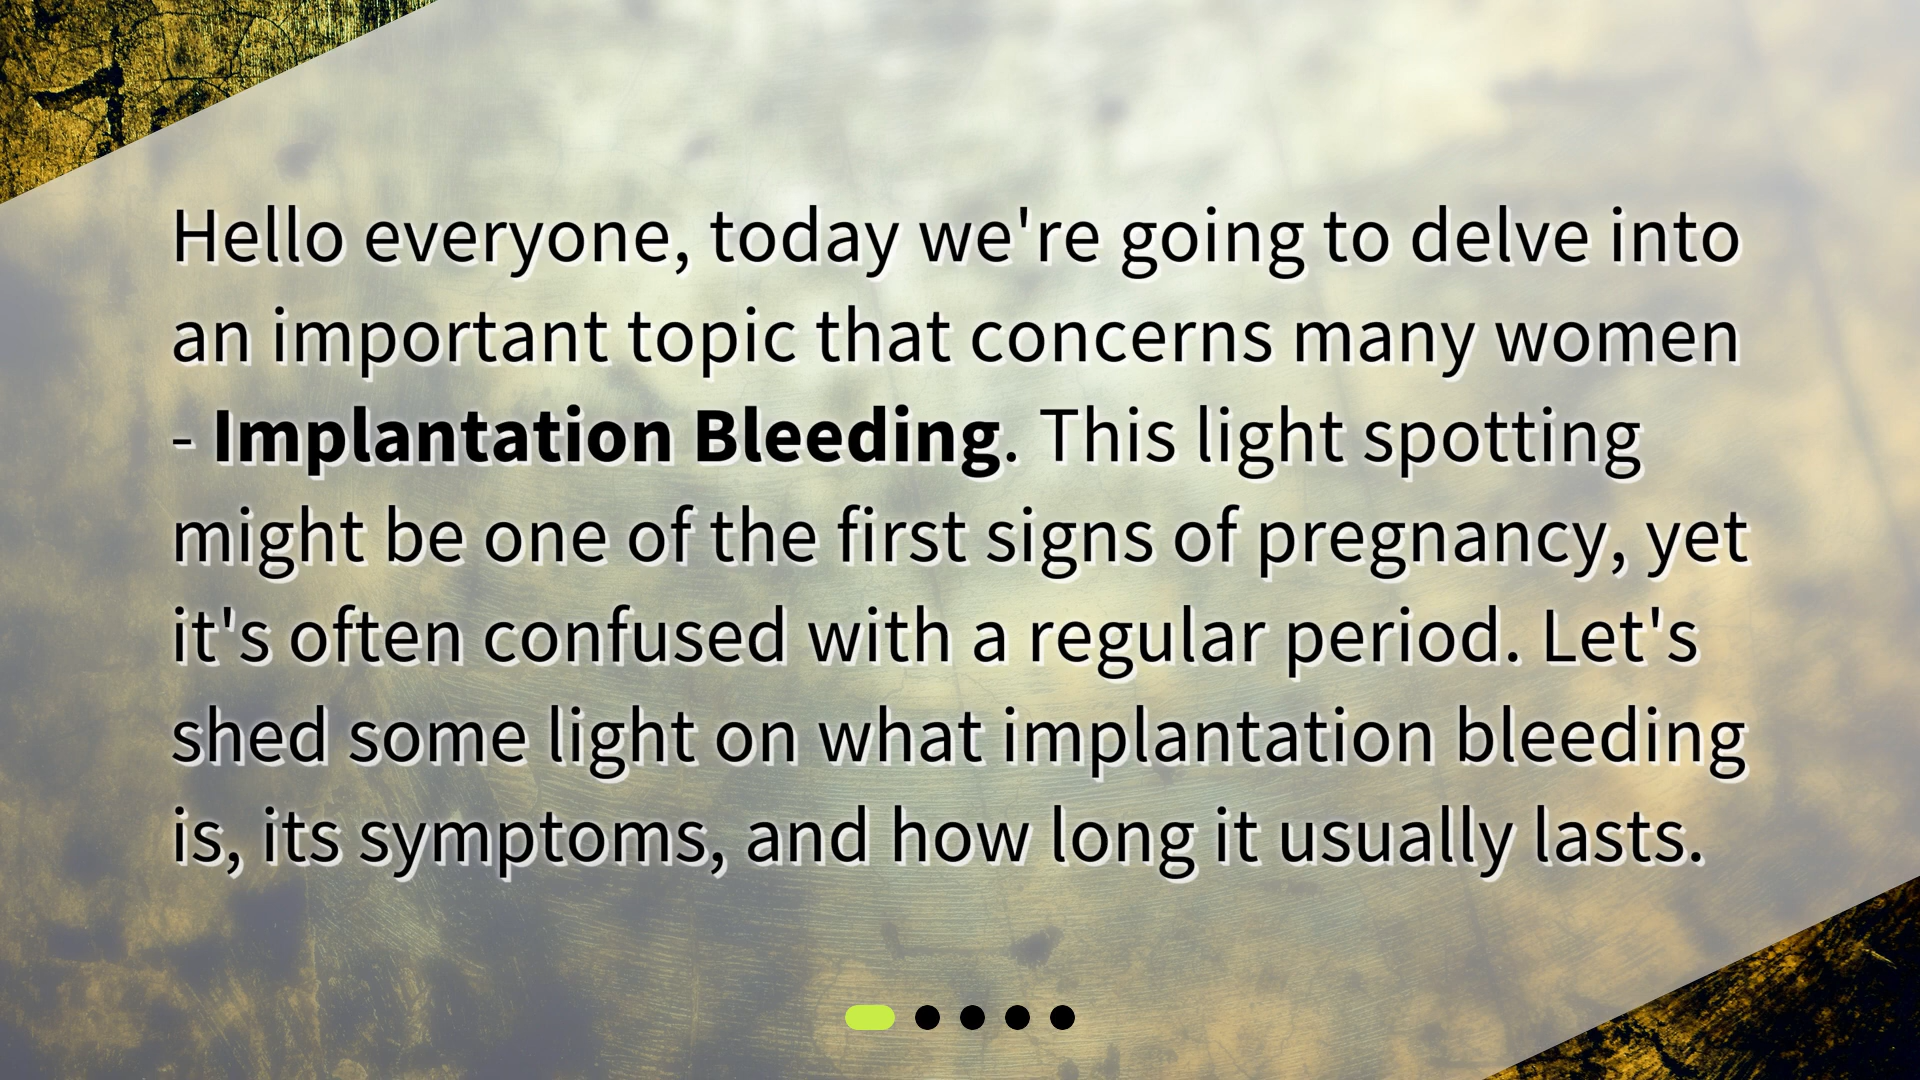 Hello everyone, today we're going to delve into
an important topic that concerns many women
- Implantation Bleeding. This light spotting
might be one of the first signs of pregnancy, yet
it's often confused with a regular period. Let's
shed some light on what implantation bleeding
is, its symptoms, and how long it usually lasts.